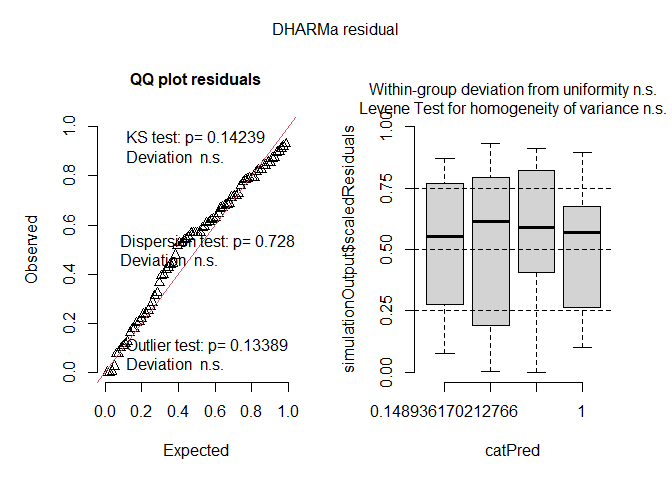 DHARMa residual
QQ plot residuals
KS test: p= 0.14239
Deviation n.s.
Dispersion test: p= 0.728
Deviation n.s.
Outlier test: p= 0.13389
Deviation n.s.
Observed
0.0 0.2 0.4 0.6 0.8 1.0
0.0 0.2 0.4 0.6 0.8 1.0
Expected
Within-group deviation from uniformity n.s.
Levene Test for homogeneity of variance n.s.
simulationOutput$scaledResiduals
0.00 0.25 0.50 0.75 1.00
0.148936170212766 1
catPred